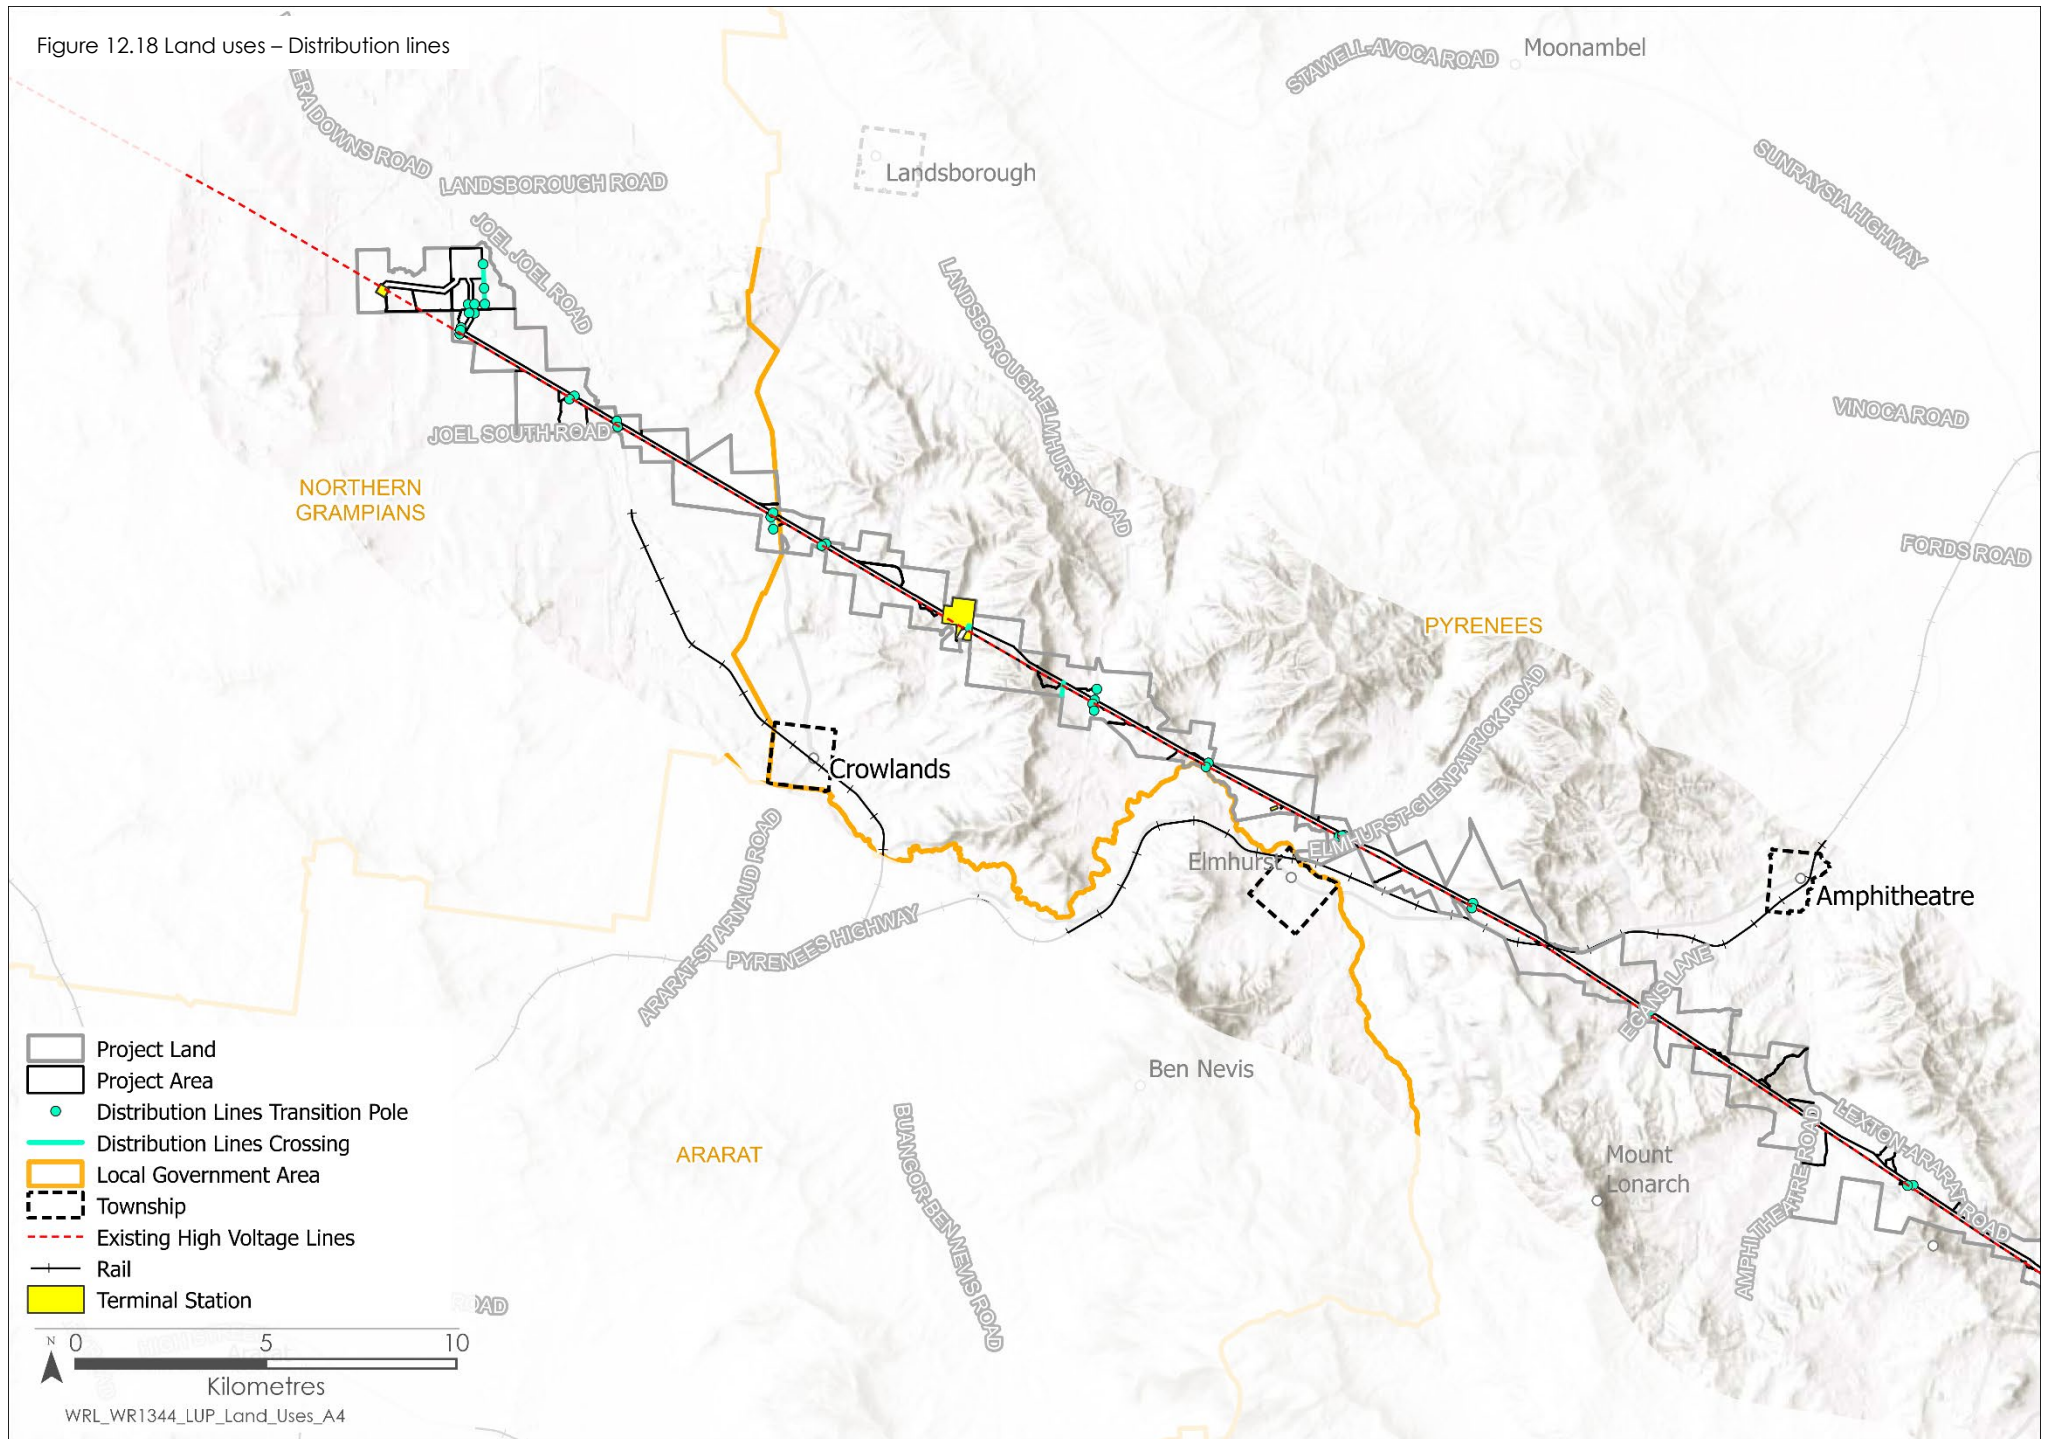 Figure 12.18 Land uses – Distribution lines
STAWELL-AVOCA ROAD
Moonambel
ERA DOWNS ROAD
LANDSBOROUGH ROAD
Landsborough
SUNRAYSIA HIGHWAY
JOEL JOEL ROAD
LANDSBOROUGH-ELMHURST ROAD
VINOCA ROAD
JOEL SOUTH ROAD
NORTHERN
GRAMPIANS
FORDS ROAD
PYRENEES
Crowlands
ELMHURST-GLENPATRICK ROAD
Elmhurst
Amphitheatre
ARARAT-ST ARNAUD ROAD
PYRENEES HIGHWAY
EGANS LANE
Ben Nevis
ARARAT
BUANGOR-BEN NEVIS ROAD
Mount
Lonarch
AMPHITHEATRE ROAD
LEXTON-ARARAT ROAD
Project Land
Project Area
Distribution Lines Transition Pole
Distribution Lines Crossing
Local Government Area
Township
Existing High Voltage Lines
Rail
Terminal Station
ROAD
N 0 5 10
Kilometres
Ararat
WRL_WR1344_LUP_Land_Uses_A4